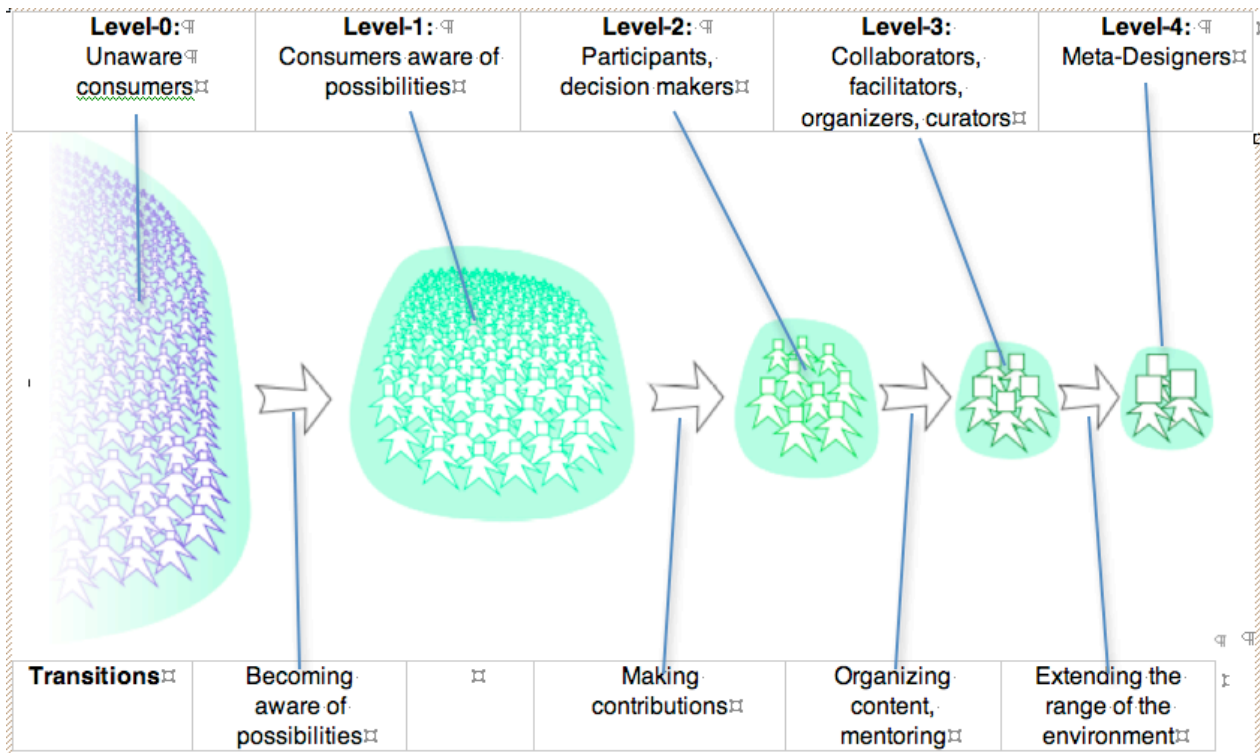 Level-0:
Unaware
consumers
Level-1:
Consumers aware of
possibilities
Level-2:
Participants,
decision makers
Level-3:
Collaborators,
facilitators,
organizers, curators
Level-4:
Meta-Designers
Transitions
Becoming
aware of
possibilities
Making
contributions
Organizing
content,
mentoring
Extending the
range of the
environment